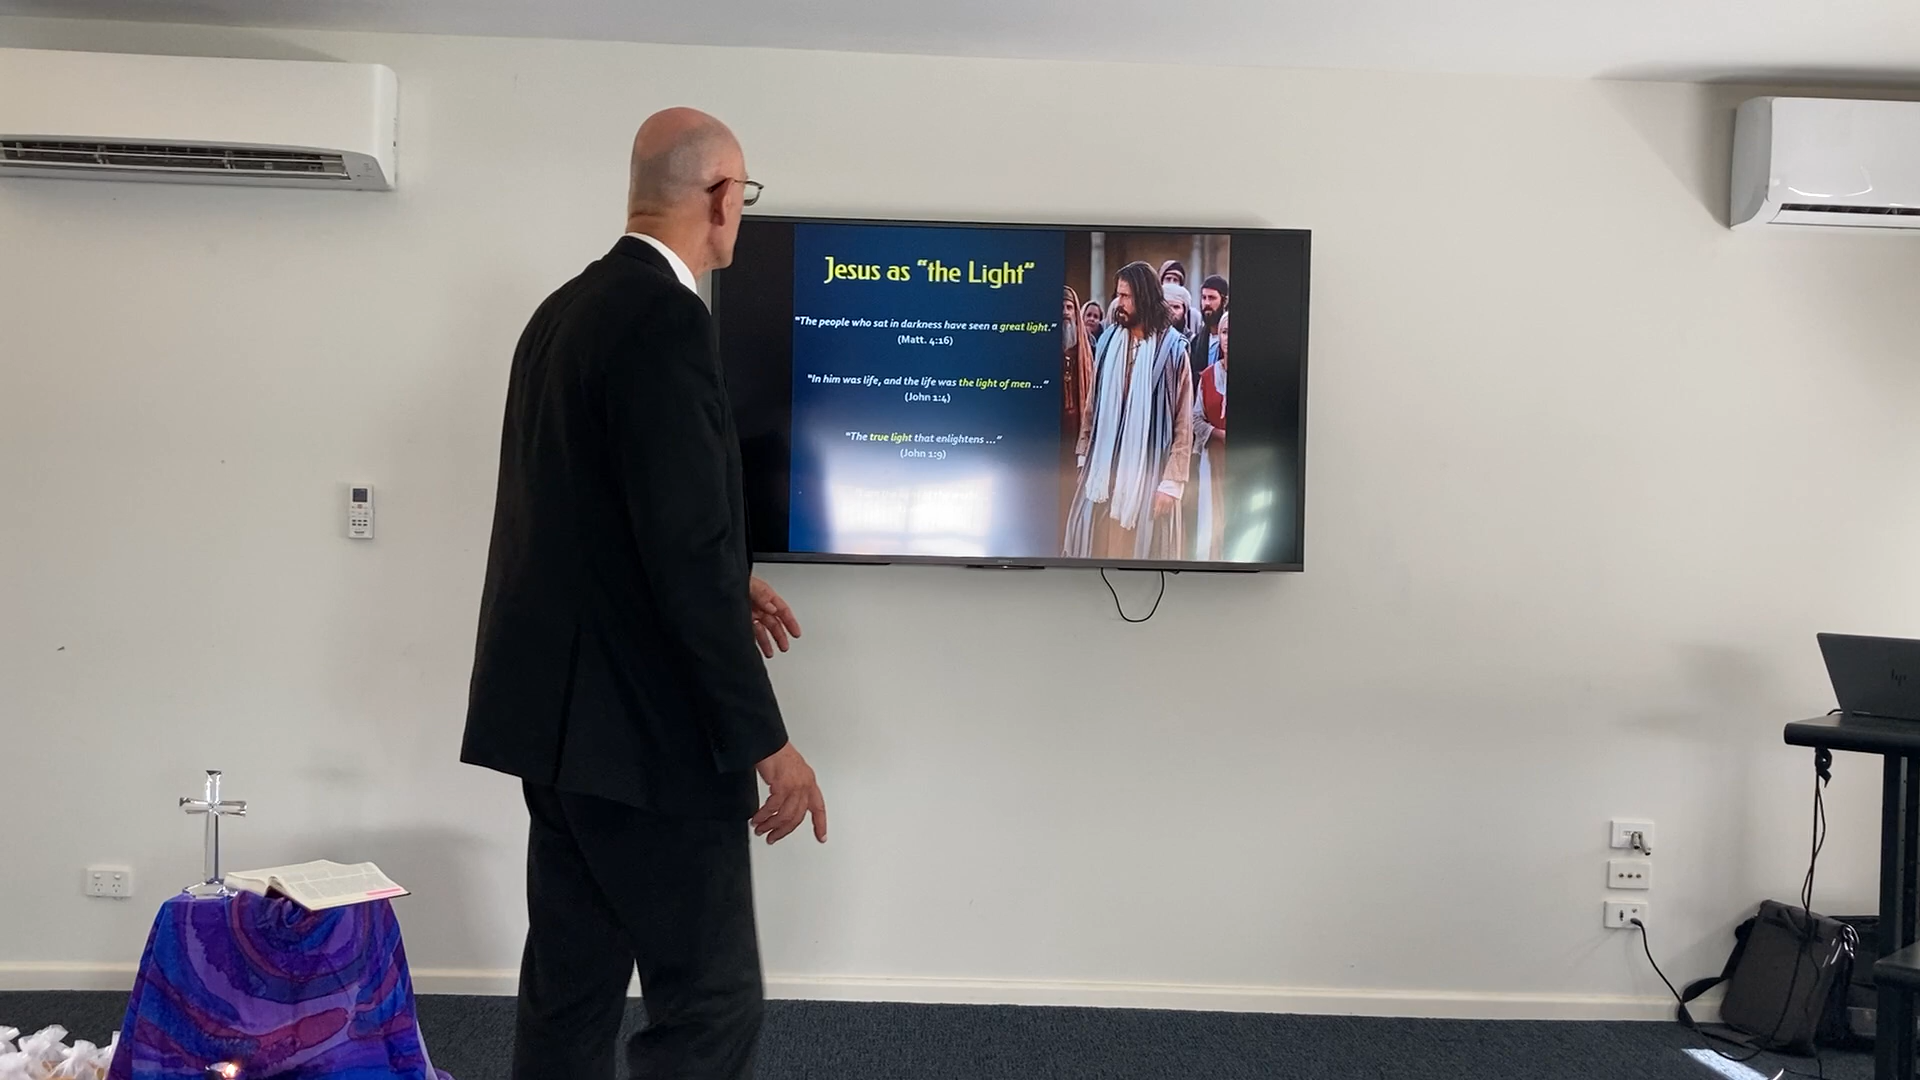 Jesus as “the Light”
“The people who sat in darkness have seen a great light.”
(Matt. 4:16)
“In him was life, and the life was the light of men ...”
(John 1:4)
“The true light that enlightens ...”
(John 1:9)
hp